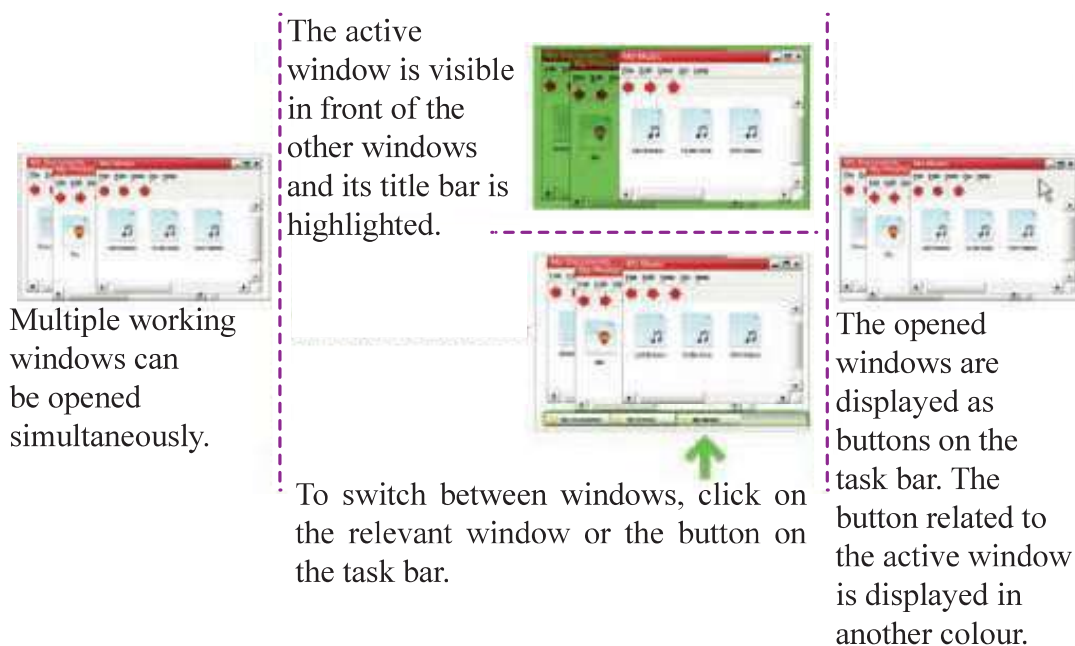 Multiple working
windows can
be opened
simultaneously.
The active
window is visible
in front of the
other windows
and its title bar is
highlighted.
To switch between windows, click on
the relevant window or the button on
the task bar.
The opened
windows are
displayed as
buttons on the
task bar. The
button related to
the active window
is displayed in
another colour.